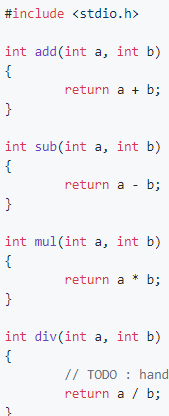 #include <stdio.h>
int add(int a, int b)
{
        return a + b;
}
int sub(int a, int b)
{
        return a - b;
}
int mul(int a, int b)
{
        return a * b;
}
int div(int a, int b)
{
        // TODO : hand
        return a / b;
}